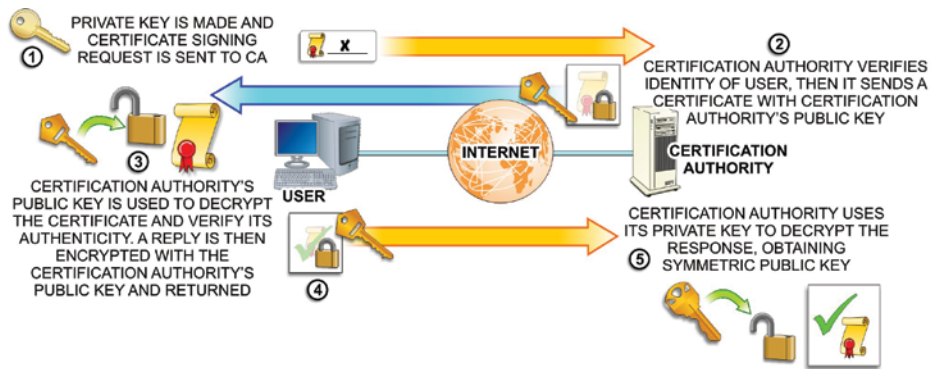 PRIVATE KEY IS MADE AND
CERTIFICATE SIGNING
REQUEST IS SENT TO CA
1
X
2
CERTIFICATION AUTHORITY VERIFIES
IDENTITY OF USER, THEN IT SENDS A
CERTIFICATE WITH CERTIFICATION
AUTHORITY'S PUBLIC KEY
INTERNET
USER
CERTIFICATION
AUTHORITY
3
CERTIFICATION AUTHORITY'S
PUBLIC KEY IS USED TO DECRYPT
THE CERTIFICATE AND VERIFY ITS
AUTHENTICITY. A REPLY IS THEN
ENCRYPTED WITH THE
CERTIFICATION AUTHORITY'S
PUBLIC KEY AND RETURNED
4
CERTIFICATION AUTHORITY USES
ITS PRIVATE KEY TO DECRYPT THE
RESPONSE, OBTAINING
SYMMETRIC PUBLIC KEY
5